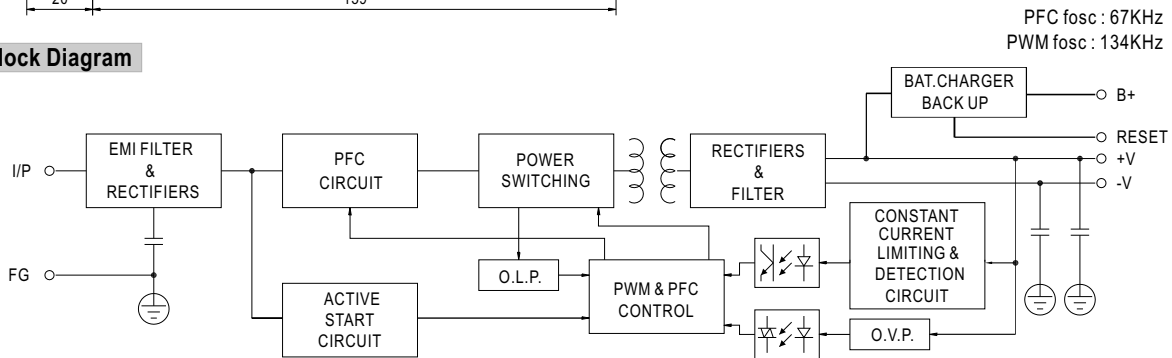 20
199
PFC fosc : 67KHz
PWM fosc : 134KHz
lock Diagram
BAT.CHARGER
BACK UP
B+
RESET
+V
-V
I/P
EMI FILTER
&
RECTIFIERS
PFC
CIRCUIT
POWER
SWITCHING
RECTIFIERS
&
FILTER
CONSTANT
CURRENT
LIMITING &
DETECTION
CIRCUIT
FG
O.L.P.
PWM & PFC
CONTROL
ACTIVE
START
CIRCUIT
O.V.P.